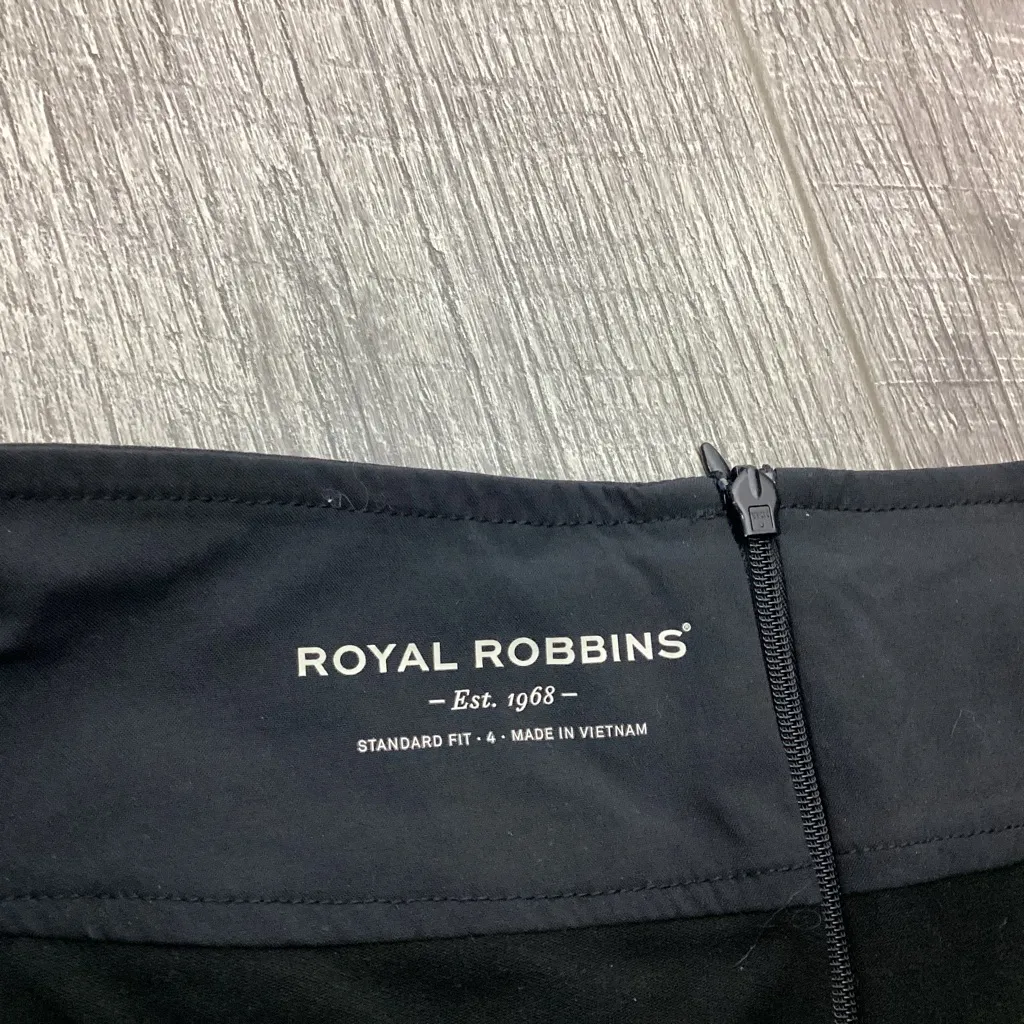 ROYAL ROBBINS®
– Est. 1968 –
STANDARD FIT · 4 · MADE IN VIETNAM